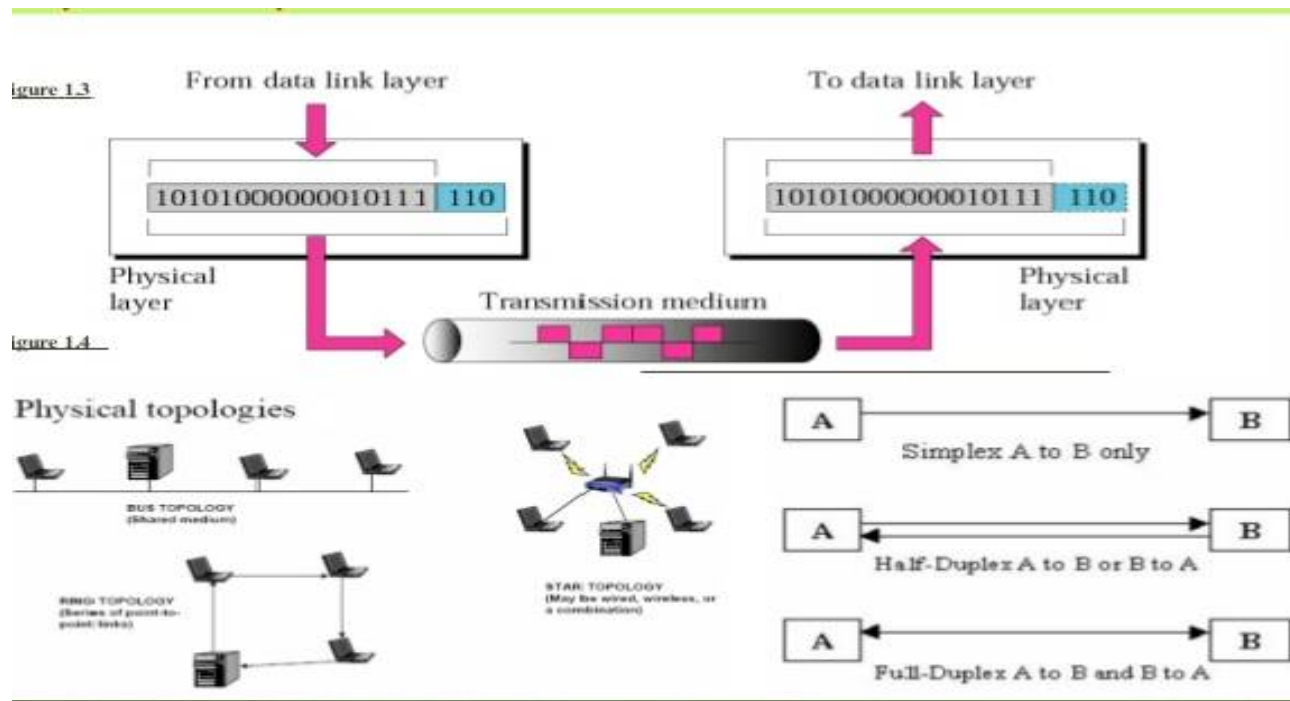 igure 1.3
From data link layer
To data link layer
10101000000010111 110
10101000000010111 110
Physical
layer
Physical
layer
Transmission medium
igure 1.4
Physical topologies
BUS TOPOLOGY
(Shared medium)
RING TOPOLOGY
(Series of point-to-
point links)
STAR TOPOLOGY
(May be wired, wireless, or
a combination)
A B
Simplex A to B only
A B
Half-Duplex A to B or B to A
A B
Full-Duplex A to B and B to A